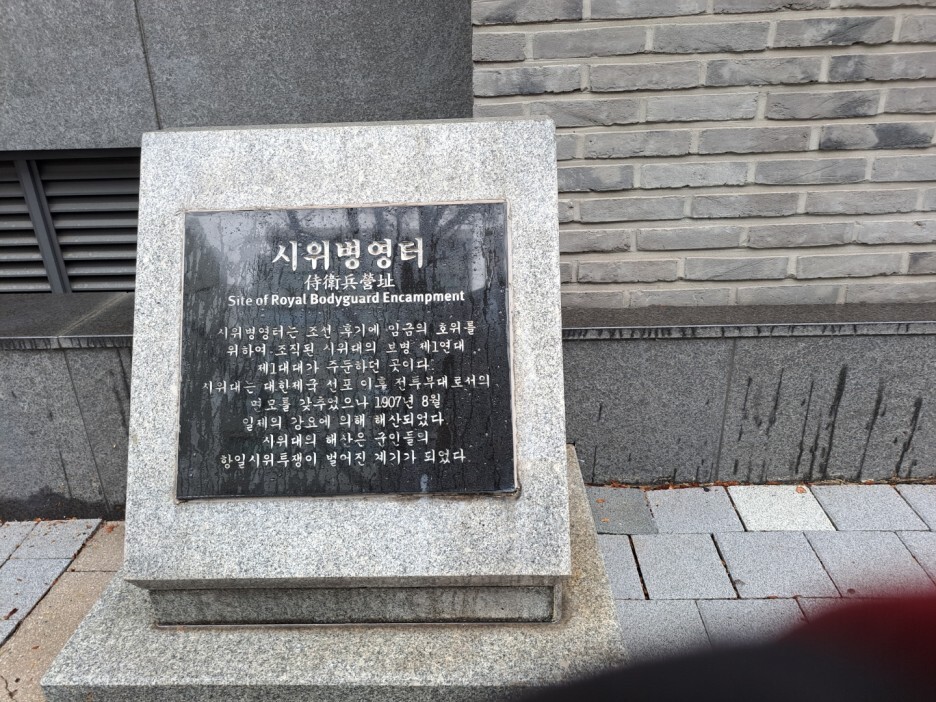 시위병영터
侍衛兵營址
Site of Royal Bodyguard Encampment
시위병영터는 조선 후기에 임금의 호위를
위하여 조직된 시위대의 보병 제1연대
제1대대가 주둔하던 곳이다.
시위대는 대한제국 선포 이후 전투부대로서의
면모를 갖추었으나 1907년 8월
일제의 강요에 의해 해산되었다.
시위대의 해산은 군인들의
항일시위투쟁이 벌어진 계기가 되었다.